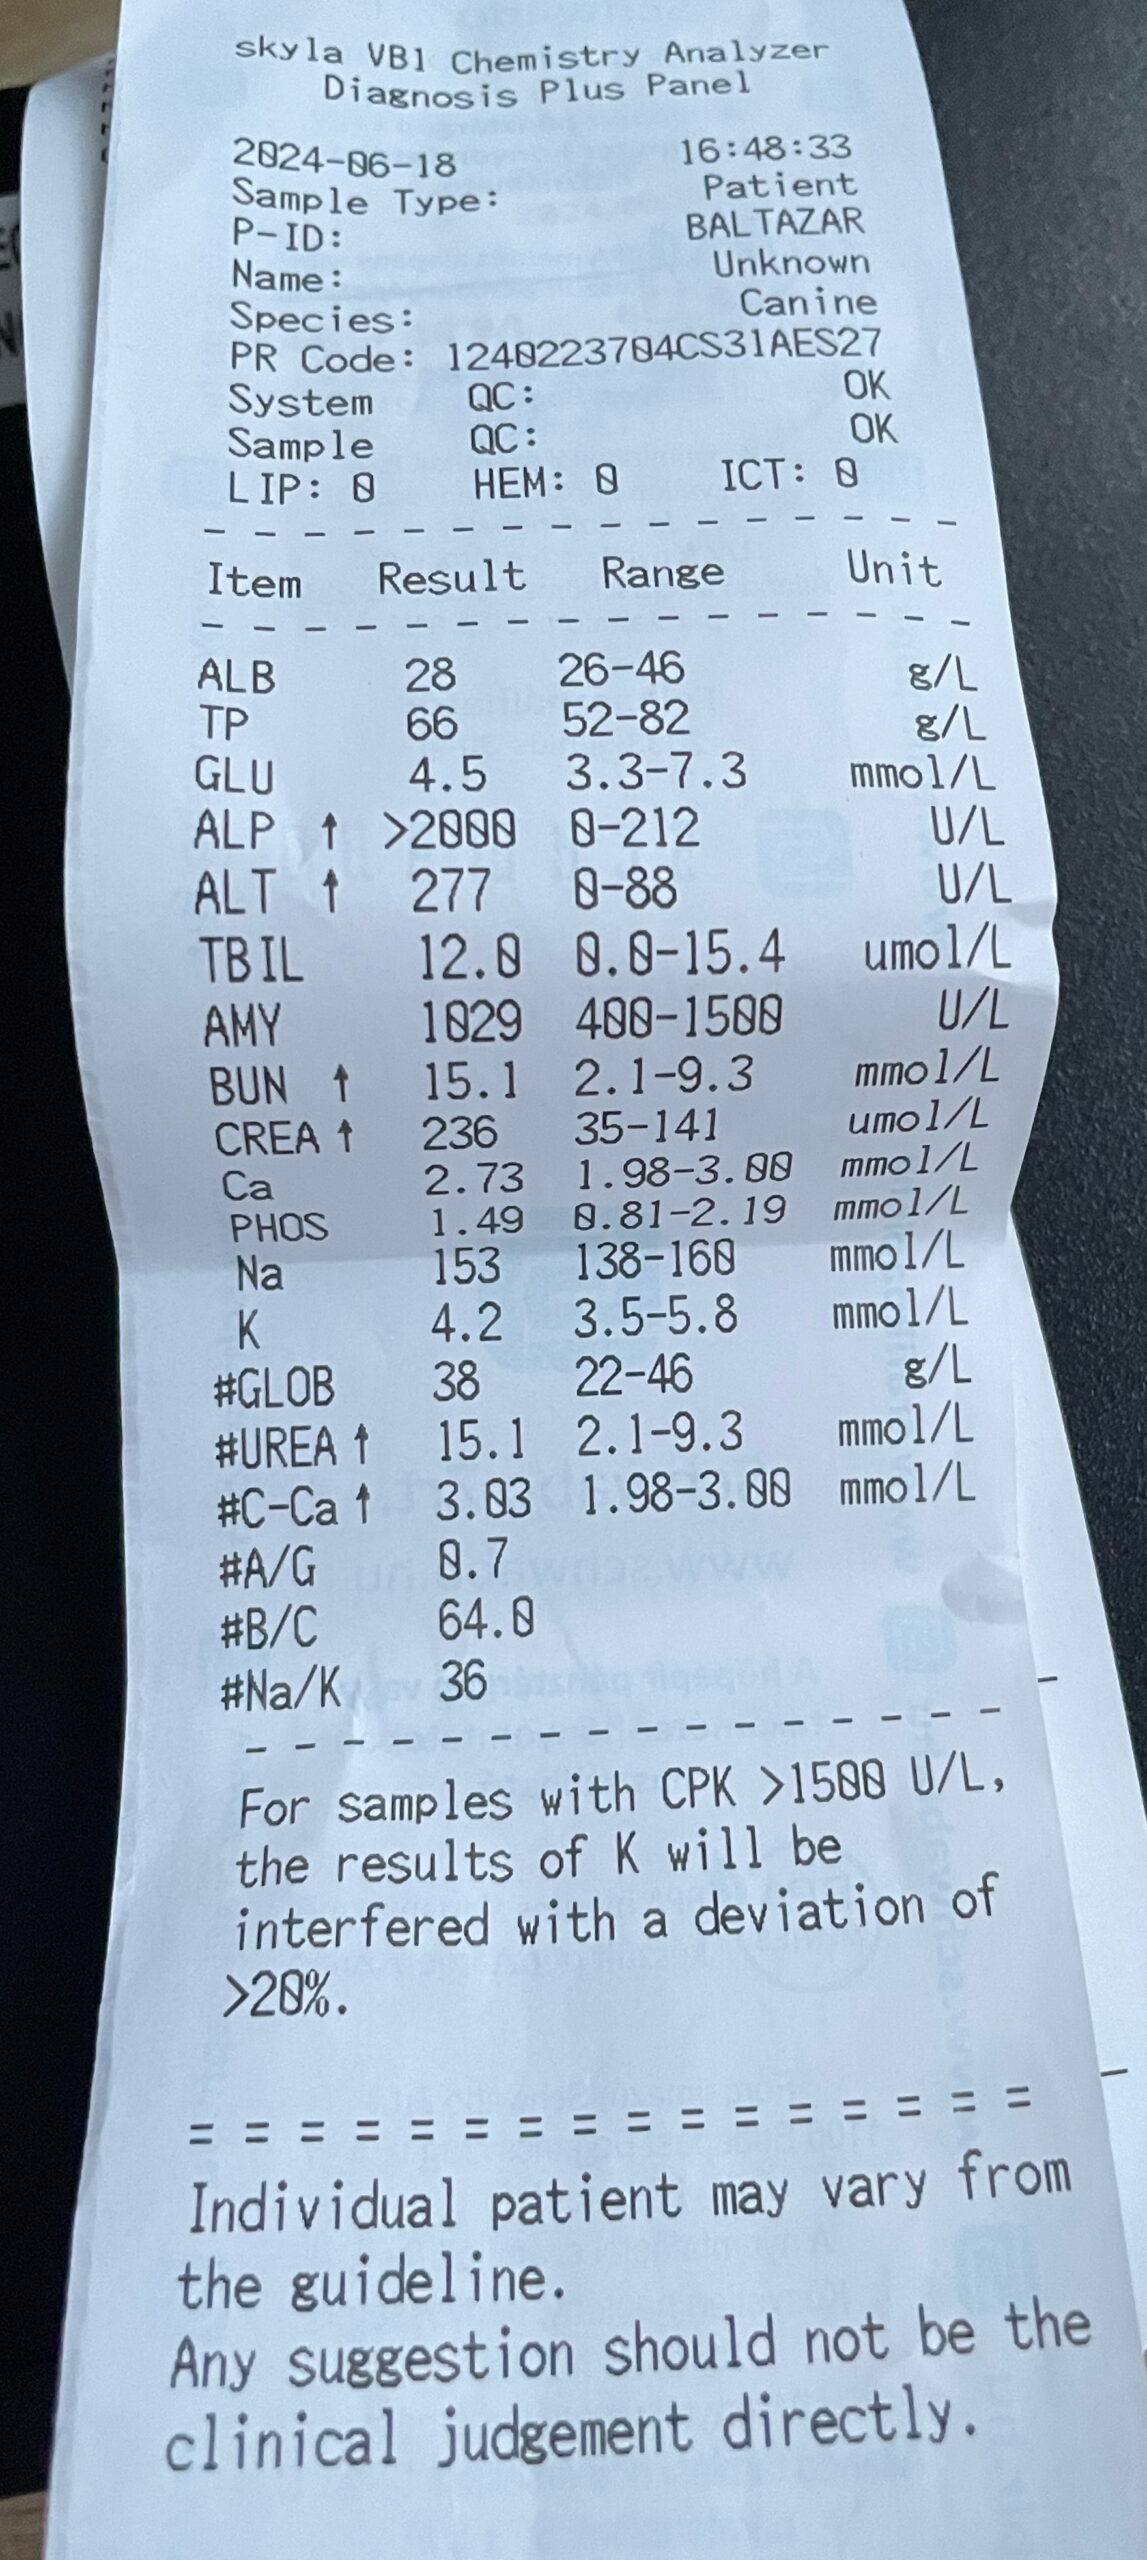 skyla VB1 Chemistry Analyzer
Diagnosis Plus Panel
2024-06-18 16:48:33
Sample Type: Patient
P-ID: BALTAZAR
Name: Unknown
Species: Canine
PR Code: 1240223704CS31AES27
System QC: OK
Sample QC: OK
LIP: 0 HEM: 0 ICT: 0
- - - - - - - - - - - - - - - -
Item Result Range Unit
- - - - - - - - - - - - - - - -
ALB 28 26-46 g/L
TP 66 52-82 g/L
GLU 4.5 3.3-7.3 mmol/L
ALP ↑ >2000 0-212 U/L
ALT ↑ 277 0-88 U/L
TBIL 12.0 0.0-15.4 umol/L
AMY 1029 400-1500 U/L
BUN ↑ 15.1 2.1-9.3 mmol/L
CREA ↑ 236 35-141 umol/L
Ca 2.73 1.98-3.00 mmol/L
PHOS 1.49 0.81-2.19 mmol/L
Na 153 138-160 mmol/L
K 4.2 3.5-5.8 mmol/L
#GLOB 38 22-46 g/L
#UREA ↑ 15.1 2.1-9.3 mmol/L
#C-Ca ↑ 3.03 1.98-3.00 mmol/L
#A/G 0.7
#B/C 64.0
#Na/K 36
- - - - - - - - - - - - - - - -
For samples with CPK >1500 U/L,
the results of K will be
interfered with a deviation of
>20%.
= = = = = = = = = = = = = = = =
Individual patient may vary from
the guideline.
Any suggestion should not be the
clinical judgement directly.